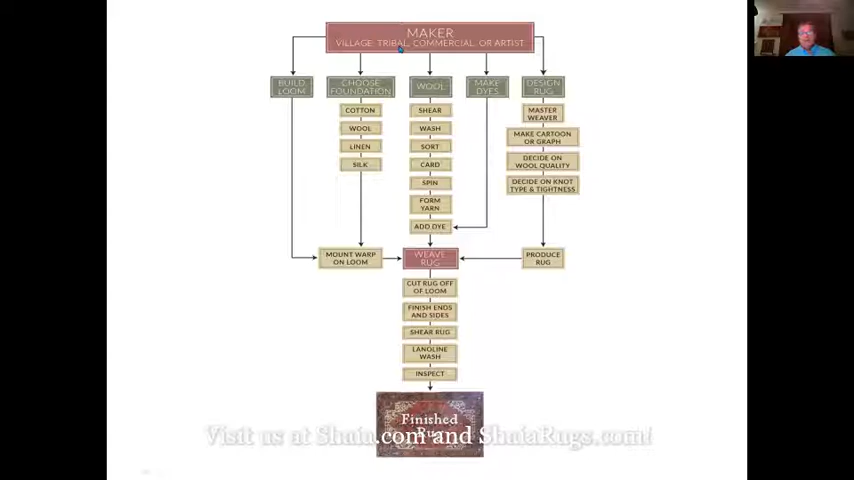 MAKER
VILLAGE: TRIBAL, COMMERCIAL, OR ARTIST
BUILD
LOOM
CHOOSE
FOUNDATION
COTTON
WOOL
LINEN
SILK
WOOL
SHEAR
WASH
SORT
CARD
SPIN
FORM
YARN
ADD DYE
MAKE
DYES
DESIGN
RUG
MASTER
WEAVER
MAKE CARTOON
OR GRAPH
DECIDE ON
WOOL QUALITY
DECIDE ON KNOT
TYPE & TIGHTNESS
MOUNT WARP
ON LOOM
WEAVE
RUG
PRODUCE
RUG
CUT RUG OFF
OF LOOM
FINISH ENDS
AND SIDES
SHEAR RUG
LANOLINE
WASH
INSPECT
Finished
Rug
Visit us at Shaia.com and ShaiaRugs.com!